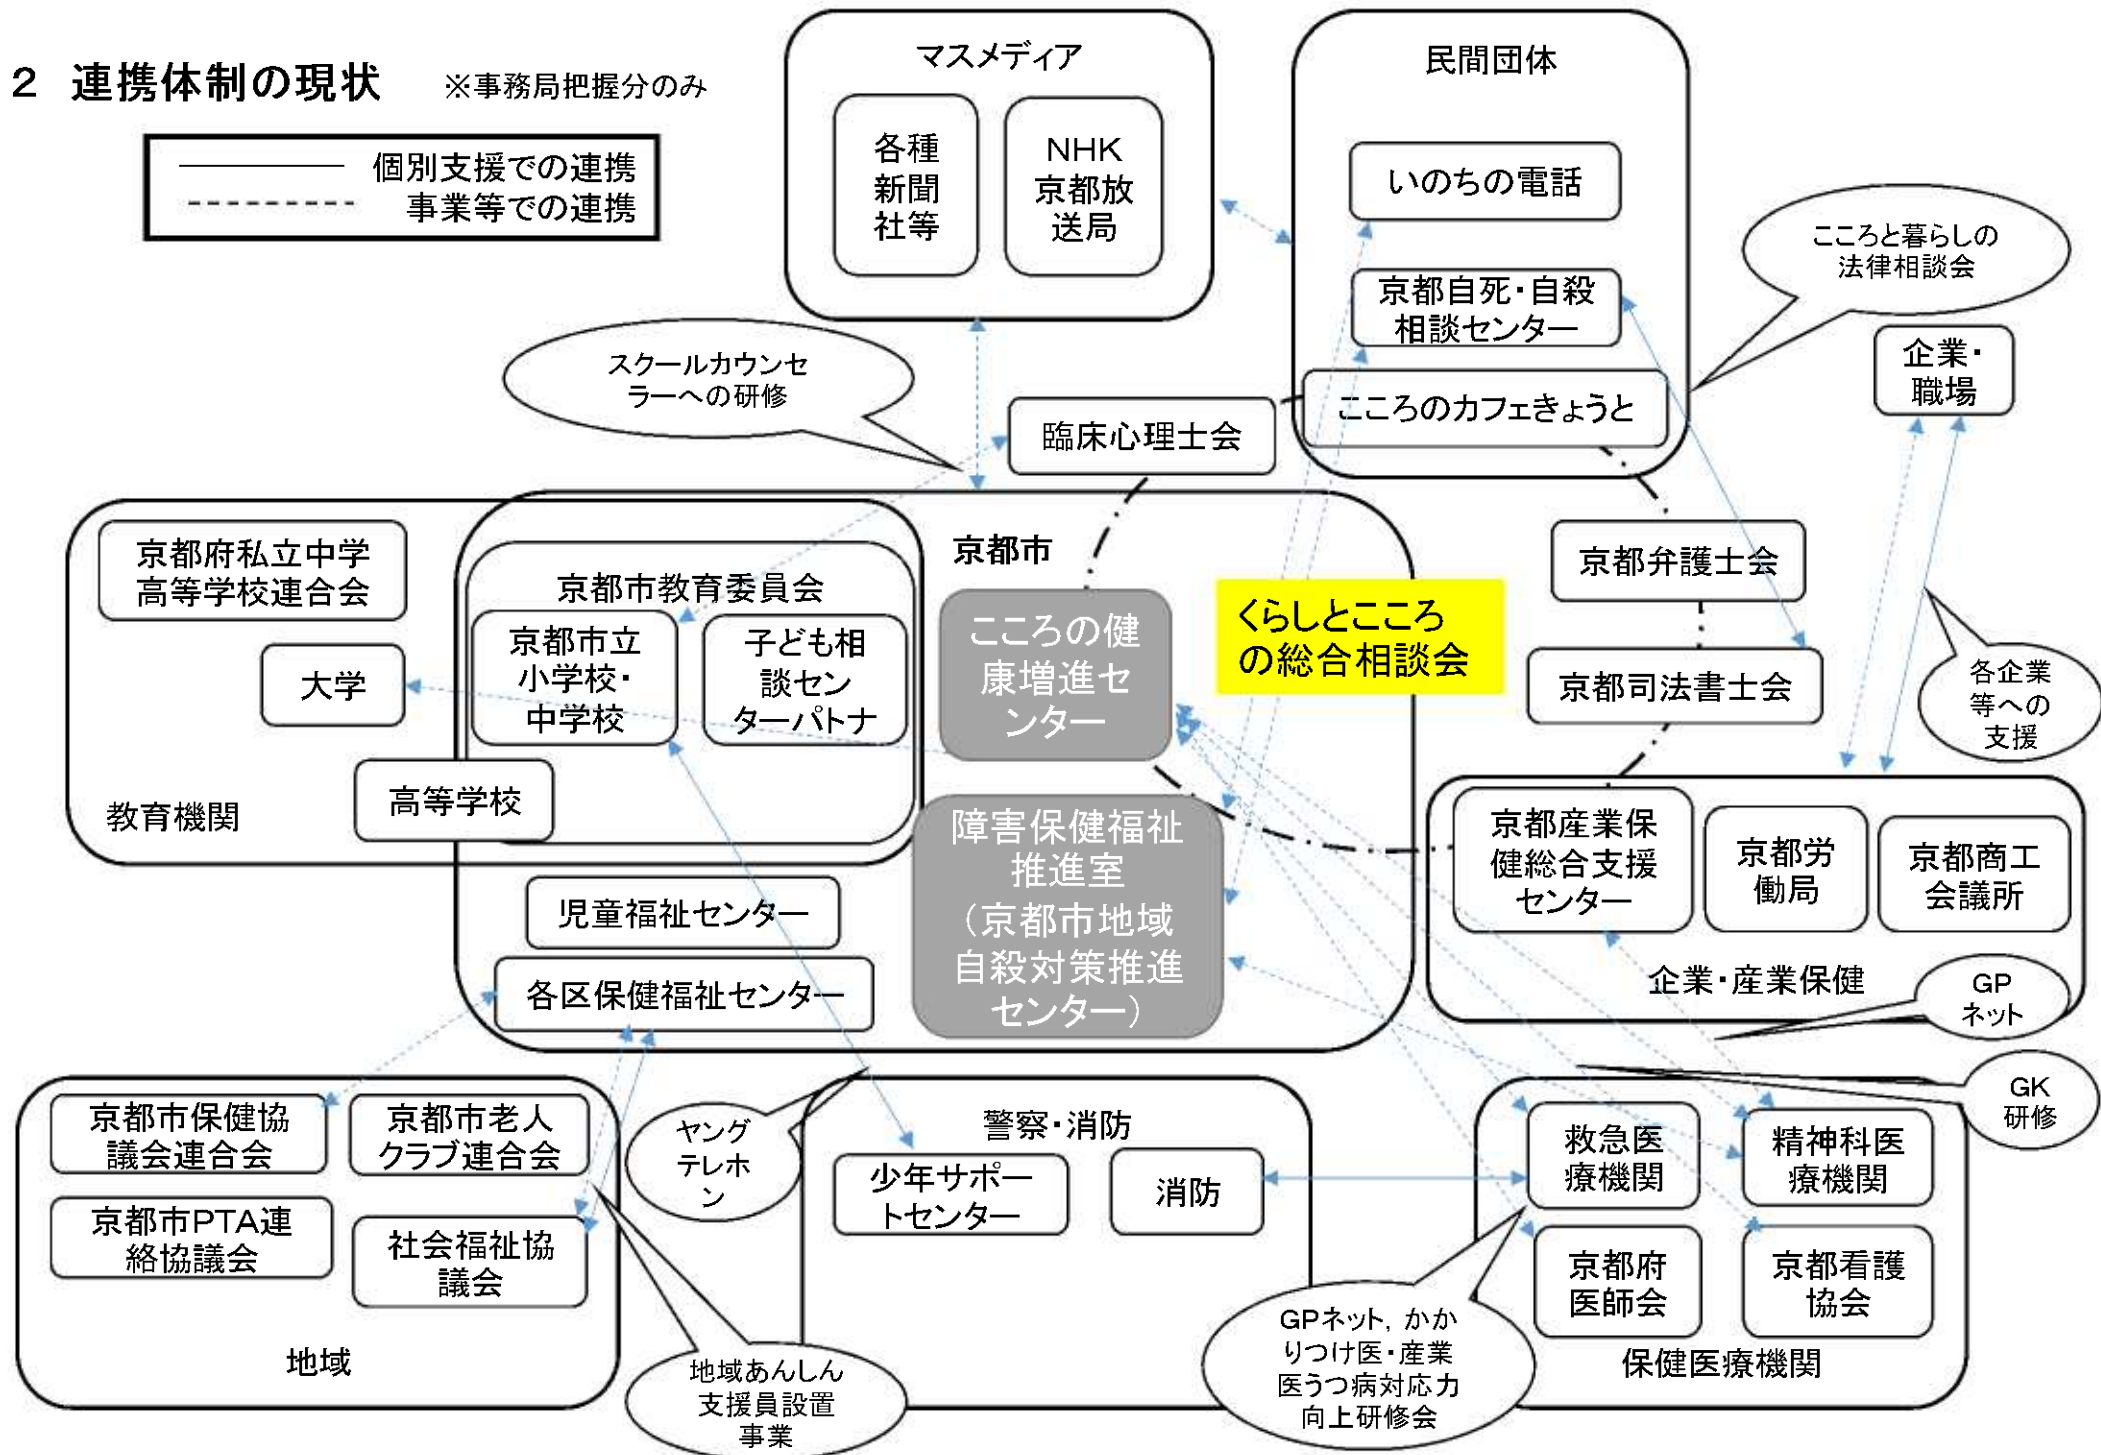 2 連携体制の現状 ※事務局把握分のみ
個別支援での連携
事業等での連携
マスメディア
各種
新聞
社等
NHK
京都放
送局
民間団体
いのちの電話
京都自死・自殺
相談センター
こころのカフェきょうと
こころと暮らしの
法律相談会
企業・
職場
スクールカウンセ
ラーへの研修
臨床心理士会
京都府私立中学
高等学校連合会
大学
高等学校
教育機関
京都市教育委員会
京都市立
小学校・
中学校
子ども相
談セン
ターパトナ
京都市
こころの健
康増進セ
ンター
くらしとこころ
の総合相談会
京都弁護士会
京都司法書士会
各企業
等への
支援
障害保健福祉
推進室
(京都市地域
自殺対策推進
センター)
児童福祉センター
各区保健福祉センター
京都産業保
健総合支援
センター
京都労
働局
京都商工
会議所
企業・産業保健
GP
ネット
GK
研修
京都市保健協
議会連合会
京都市老人
クラブ連合会
京都市PTA連
絡協議会
社会福祉協
議会
地域
地域あんしん
支援員設置
事業
ヤング
テレホ
ン
警察・消防
少年サポー
トセンター
消防
救急医
療機関
精神科医
療機関
京都府
医師会
京都看護
協会
保健医療機関
GPネット, かか
りつけ医・産業
医うつ病対応力
向上研修会